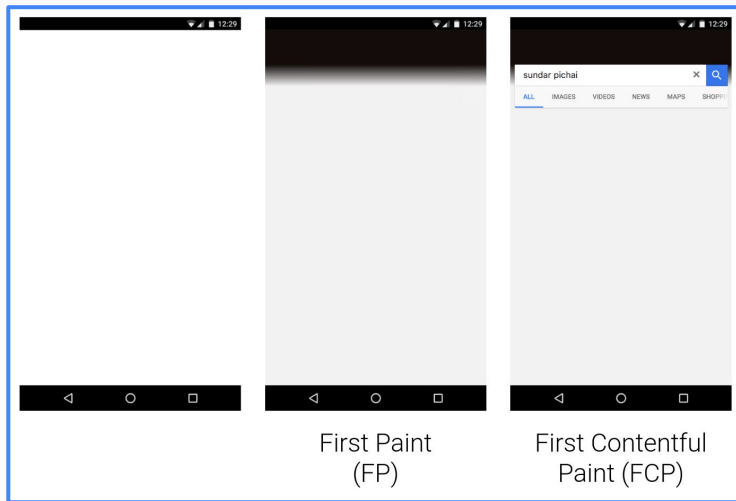 12:29
12:29
12:29
sundar pichai
ALL IMAGES VIDEOS NEWS MAPS
First Paint
(FP)
First Contentful
Paint (FCP)